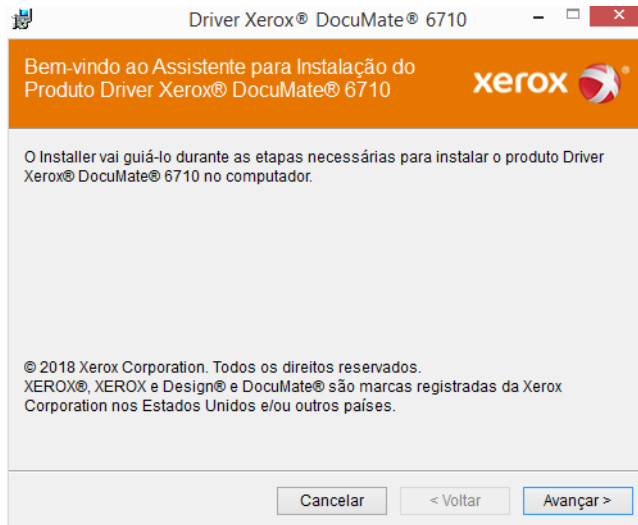 Driver Xerox® DocuMate® 6710
Bem-vindo ao Assistente para Instalação do
Produto Driver Xerox® DocuMate® 6710
xerox
O Installer vai guiá-lo durante as etapas necessárias para instalar o produto Driver
Xerox® DocuMate® 6710 no computador.
© 2018 Xerox Corporation. Todos os direitos reservados.
XEROX®, XEROX e Design® e DocuMate® são marcas registradas da Xerox
Corporation nos Estados Unidos e/ou outros países.
Cancelar < Voltar Avançar >